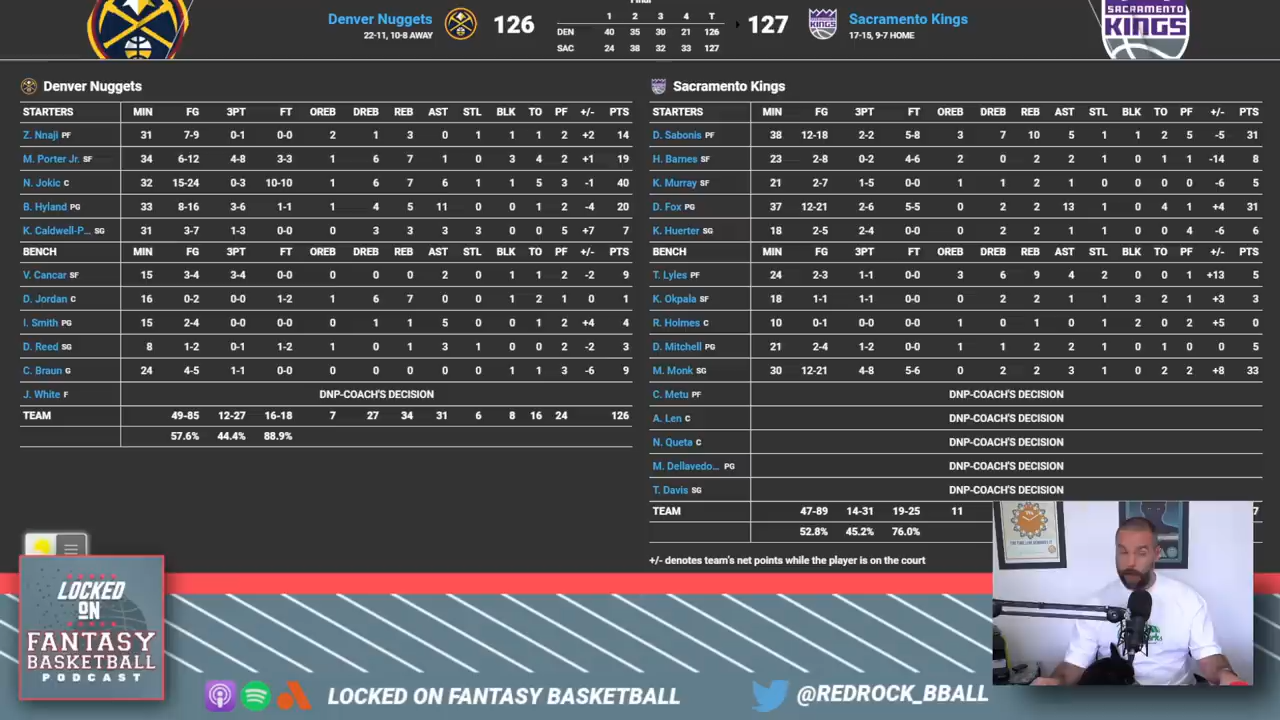 Final
Denver Nuggets 126
22-11, 10-8 AWAY
1 2 3 4 T
DEN 40 35 30 21 126
SAC 24 38 32 33 127
127 Sacramento Kings
17-15, 9-7 HOME
SACRAMENTO
KINGS
Denver Nuggets
STARTERS MIN FG 3PT FT OREB DREB REB AST STL BLK TO PF +/- PTS
Z. Nnaji PF 31 7-9 0-1 0-0 2 1 3 0 1 1 1 2 +2 14
M. Porter Jr. SF 34 6-12 4-8 3-3 1 6 7 1 0 3 4 2 +1 19
N. Jokic C 32 15-24 0-3 10-10 1 6 7 6 1 1 5 3 -1 40
B. Hyland PG 33 8-16 3-6 1-1 1 4 5 11 0 0 1 2 -4 20
K. Caldwell-P... SG 31 3-7 1-3 0-0 0 3 3 3 3 0 0 5 +7 7
BENCH MIN FG 3PT FT OREB DREB REB AST STL BLK TO PF +/- PTS
V. Cancar SF 15 3-4 3-4 0-0 0 0 0 2 0 1 1 2 -2 9
D. Jordan C 16 0-2 0-0 1-2 1 6 7 0 0 1 2 1 0 1
I. Smith PG 15 2-4 0-0 0-0 0 1 1 5 0 0 1 2 +4 4
D. Reed SG 8 1-2 0-1 1-2 1 0 1 3 1 0 0 2 -2 3
C. Braun G 24 4-5 1-1 0-0 0 0 0 0 0 1 1 3 -6 9
J. White F DNP-COACH'S DECISION
TEAM 49-85 12-27 16-18 7 27 34 31 6 8 16 24 126
57.6% 44.4% 88.9%
Sacramento Kings
STARTERS MIN FG 3PT FT OREB DREB REB AST STL BLK TO PF +/- PTS
D. Sabonis PF 38 12-18 2-2 5-8 3 7 10 5 1 1 2 5 -5 31
H. Barnes SF 23 2-8 0-2 4-6 2 0 2 2 1 0 1 1 -14 8
K. Murray SF 21 2-7 1-5 0-0 1 1 2 1 0 0 0 0 -6 5
D. Fox PG 37 12-21 2-6 5-5 0 2 2 13 1 0 4 1 +4 31
K. Huerter SG 18 2-5 2-4 0-0 0 2 2 1 1 0 0 4 -6 6
BENCH MIN FG 3PT FT OREB DREB REB AST STL BLK TO PF +/- PTS
T. Lyles PF 24 2-3 1-1 0-0 3 6 9 4 2 0 0 1 +13 5
K. Okpala SF 18 1-1 1-1 0-0 0 2 2 1 1 3 2 1 +3 3
R. Holmes C 10 0-1 0-0 0-0 1 0 1 0 1 2 0 2 +5 0
D. Mitchell PG 21 2-4 1-2 0-0 1 1 2 2 1 0 0 0 0 5
M. Monk SG 30 12-21 4-8 5-6 0 2 2 3 1 0 2 2 +8 33
C. Metu PF DNP-COACH'S DECISION
A. Len C DNP-COACH'S DECISION
N. Queta C DNP-COACH'S DECISION
M. Dellavedo... PG DNP-COACH'S DECISION
T. Davis SG DNP-COACH'S DECISION
TEAM 47-89 14-31 19-25 11 7
52.8% 45.2% 76.0%
+/- denotes team's net points while the player is on the court
LOCKED
ON
FANTASY
BASKETBALL
PODCAST
LOCKED ON FANTASY BASKETBALL
@REDROCK_BBALL